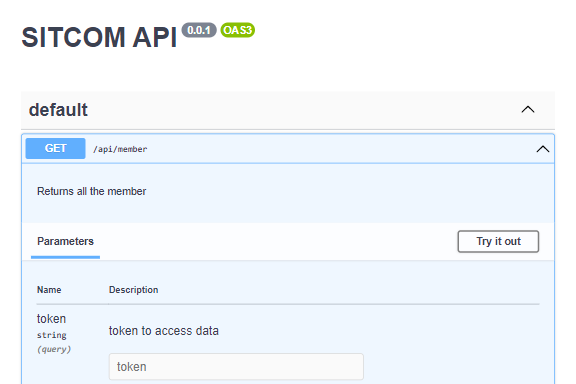 SITCOM API 0.0.1 OAS3
default
GET /api/member
Returns all the member
Parameters Try it out
Name Description
token
string
(query)
token to access data
token